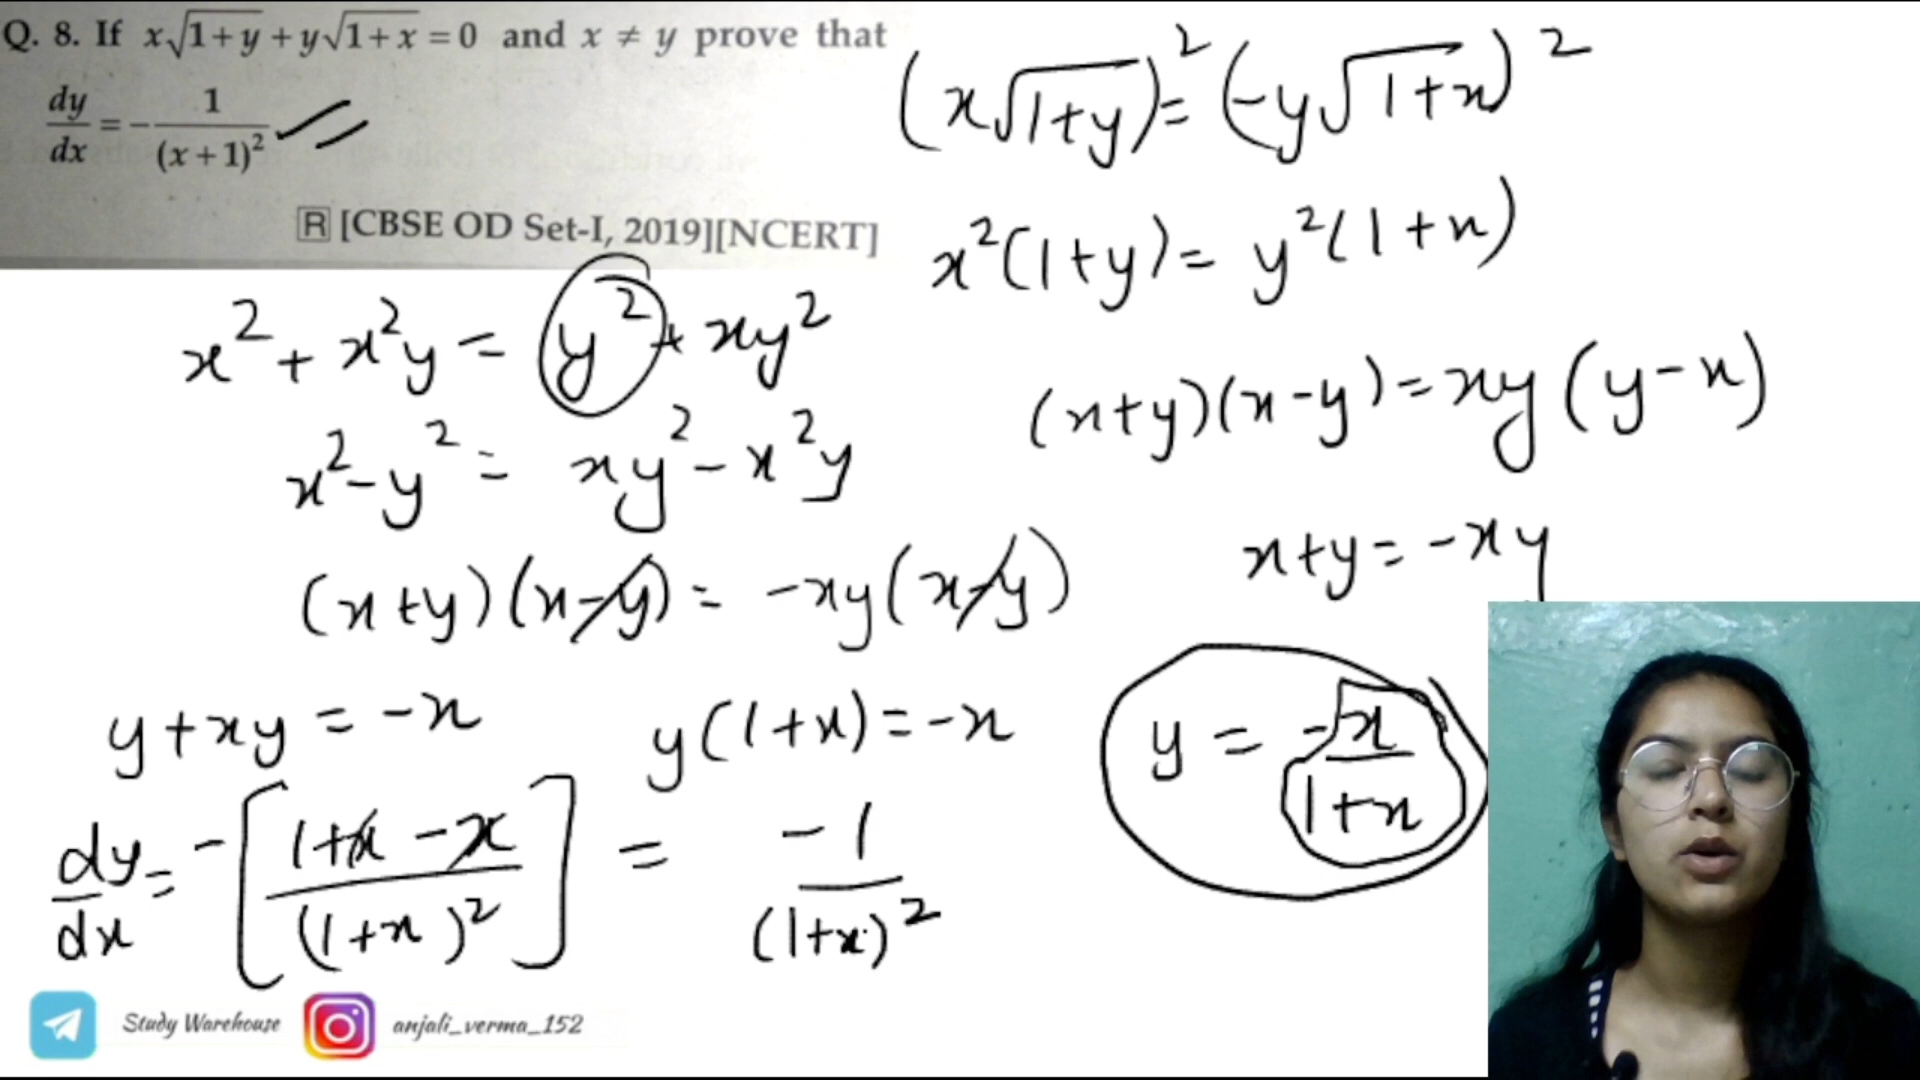 Q. 8. If x√1+y + y√1+x = 0 and x ≠ y prove that
dy/dx = - 1/(x+1)²
R [CBSE OD Set-I, 2019][NCERT]
(x√1+y)² = (-y√1+x)²
x²(1+y) = y²(1+x)
x² + x²y = y² + xy²
(x+y)(x-y) = xy(y-x)
x² - y² = xy² - x²y
x+y = -xy
(x+y)(x-y) = -xy(x-y)
y+xy = -x
y(1+x) = -x
y = -x/1+x
dy/dx = -[1+x-x/(1+x)²] = -1/(1+x)²
Study Warehouse
anjali_verma_152